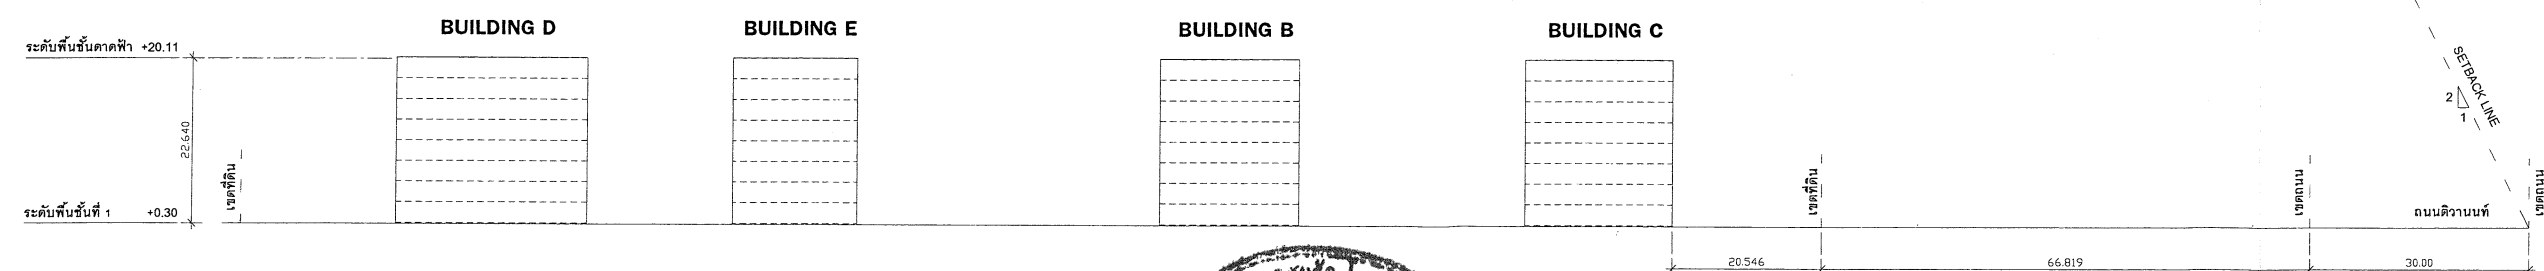 BUILDING D
BUILDING E
BUILDING B
BUILDING C
ระดับพื้นชั้นดาดฟ้า +20.11
22.640
เขตที่ดิน
ระดับพื้นชั้นที่ 1 +0.30
SETBACK LINE
2
1
เขตที่ดิน
เขตถนน
ถนนติวานนท์
เขตถนน
20.546
66.819
30.00